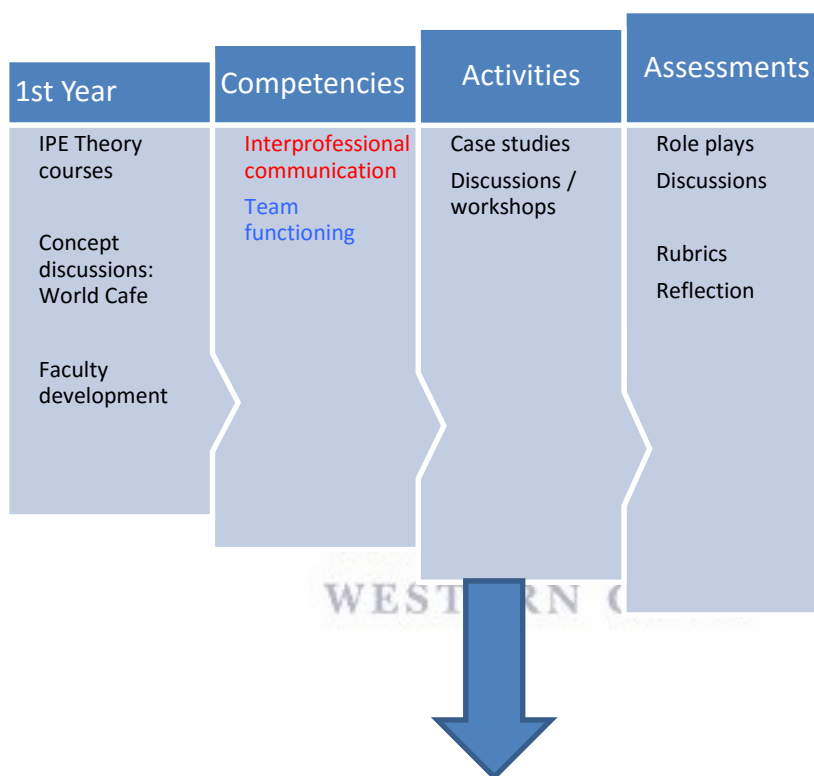 1st Year
IPE Theory
courses
Concept
discussions:
World Cafe
Faculty
development
Competencies
Interprofessional
communication
Team
functioning
Activities
Case studies
Discussions /
workshops
Assessments
Role plays
Discussions
Rubrics
Reflection
WESTERN